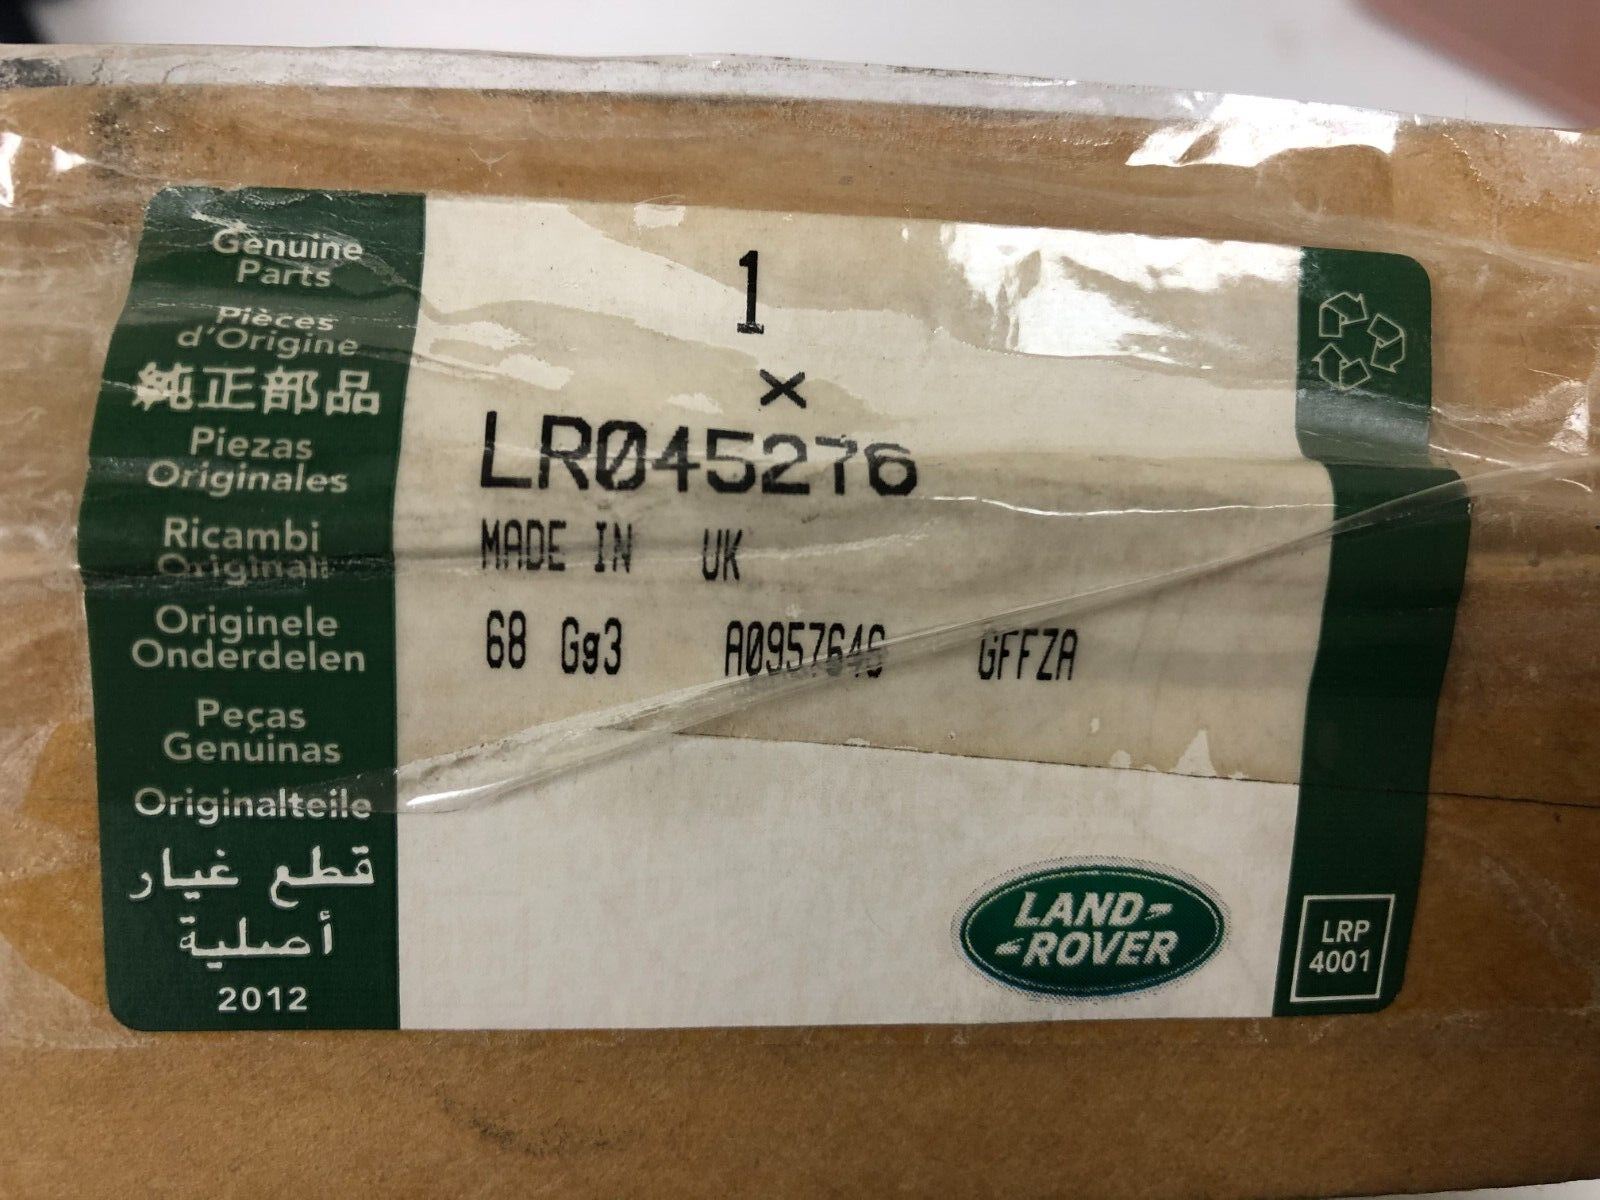 Genuine
Parts
Pièces
d'Origine
純正部品
Piezas
Originales
Ricambi
Originali
Originele
Onderdelen
Peças
Genuinas
Originalteile
قطع غيار
أصلية
2012
1
×
LR045276
MADE IN UK
68 Gg3 A0957646 GFFZA
LAND-
-ROVER
LRP
4001